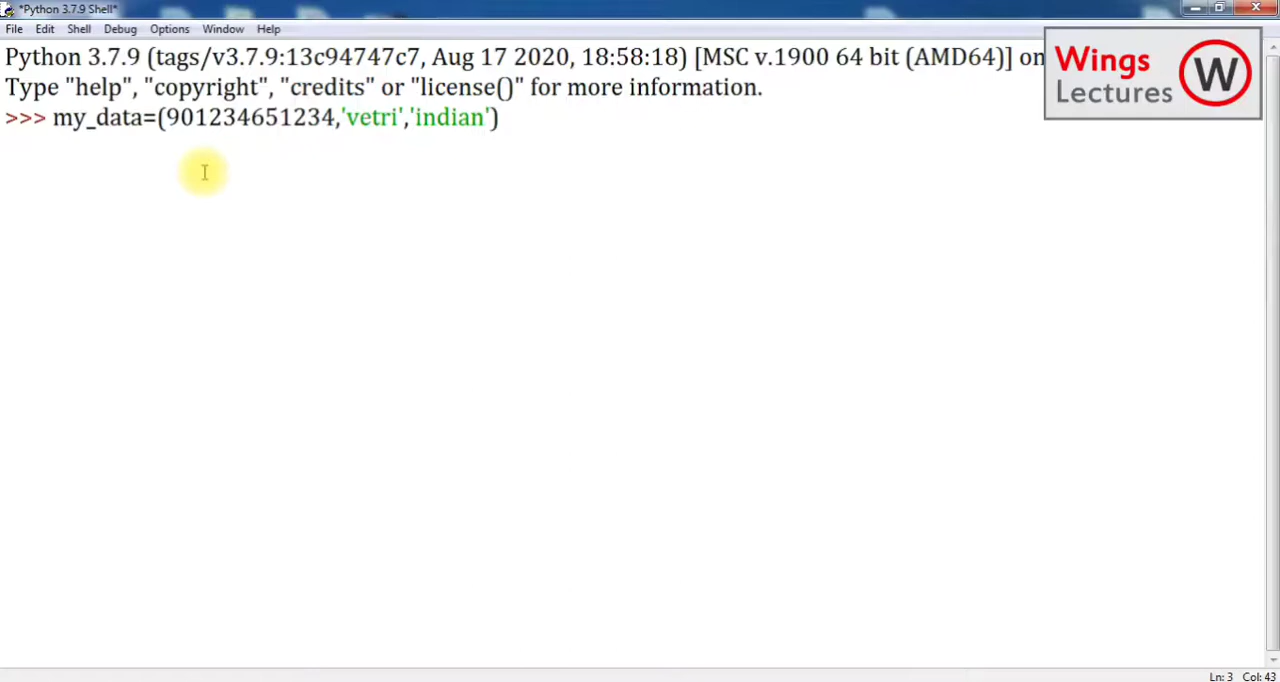 *Python 3.7.9 Shell*
File Edit Shell Debug Options Window Help
Python 3.7.9 (tags/v3.7.9:13c94747c7, Aug 17 2020, 18:58:18) [MSC v.1900 64 bit (AMD64)] on
Type "help", "copyright", "credits" or "license()" for more information.
>>> my_data=(901234651234,'vetri','indian')
Wings
Lectures
W
Ln: 3 Col: 43